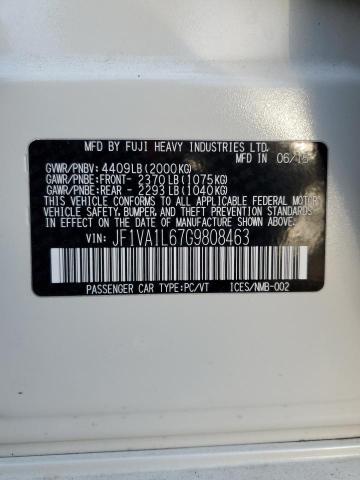 MFD BY FUJI HEAVY INDUSTRIES LTD.
MFD IN 06/15
GVWR/PNBV: 4409LB(2000KG)
GAWR/PNBE:FRONT- 2370LB(1075KG)
GAWR/PNBE:REAR - 2293LB(1040KG)
THIS VEHICLE CONFORMS TO ALL APPLICABLE FEDERAL MOTOR
VEHICLE SAFETY, BUMPER, AND THEFT PREVENTION
STANDARDS IN EFFECT ON THE DATE OF MANUFACTURE
SHOWN ABOVE.
VIN: JF1VA1L67G9808463
PASSENGER CAR TYPE:PC/VT ICES/NMB-002